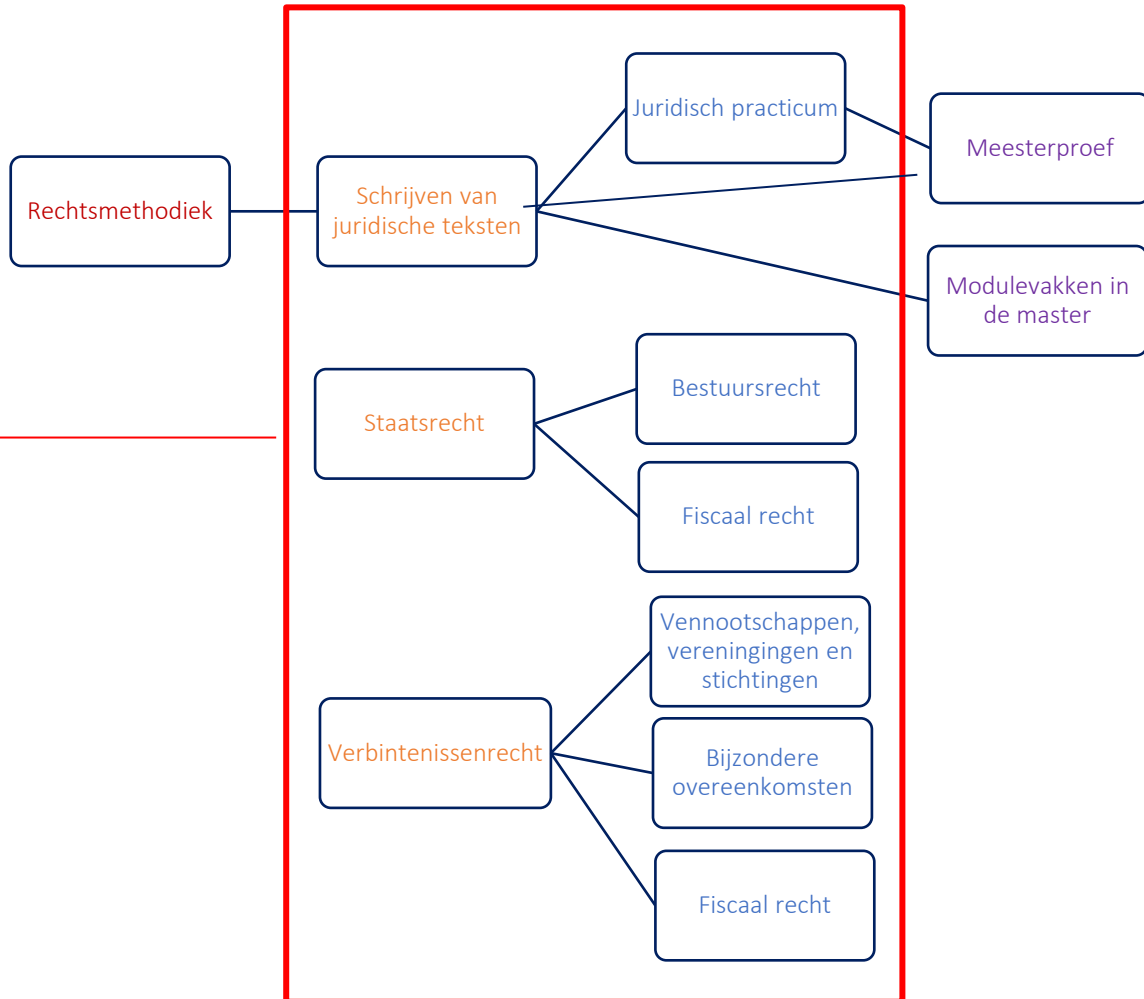 Juridisch practicum
Meesterproef
Rechtsmethodiek
Schrijven van
juridische teksten
Modulevakken in
de master
Bestuursrecht
Staatsrecht
Fiscaal recht
Vennootschappen,
verenigingen en
stichtingen
Verbintenissenrecht
Bijzondere
overeenkomsten
Fiscaal recht